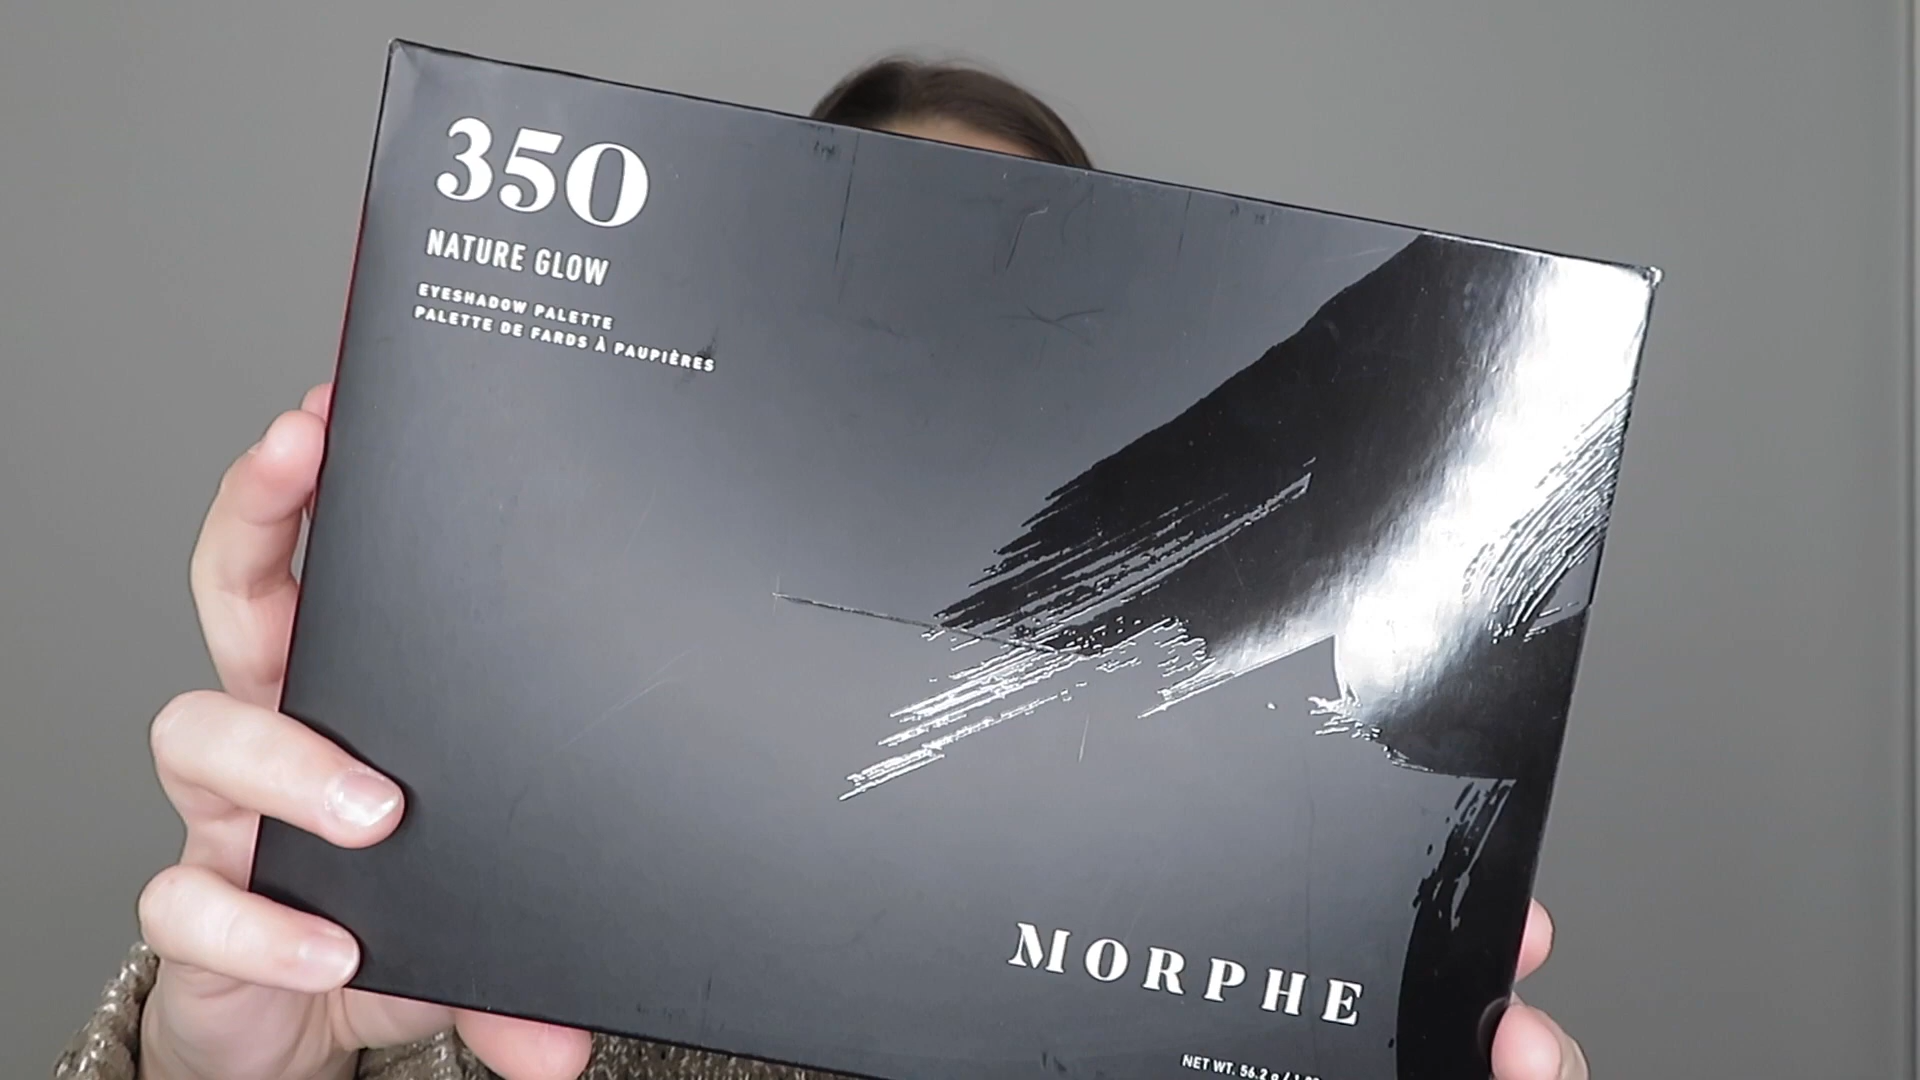 350
NATURE GLOW
EYESHADOW PALETTE
PALETTE DE FARDS À PAUPIÈRES
MORPHE
NET WT. 56.2 g /